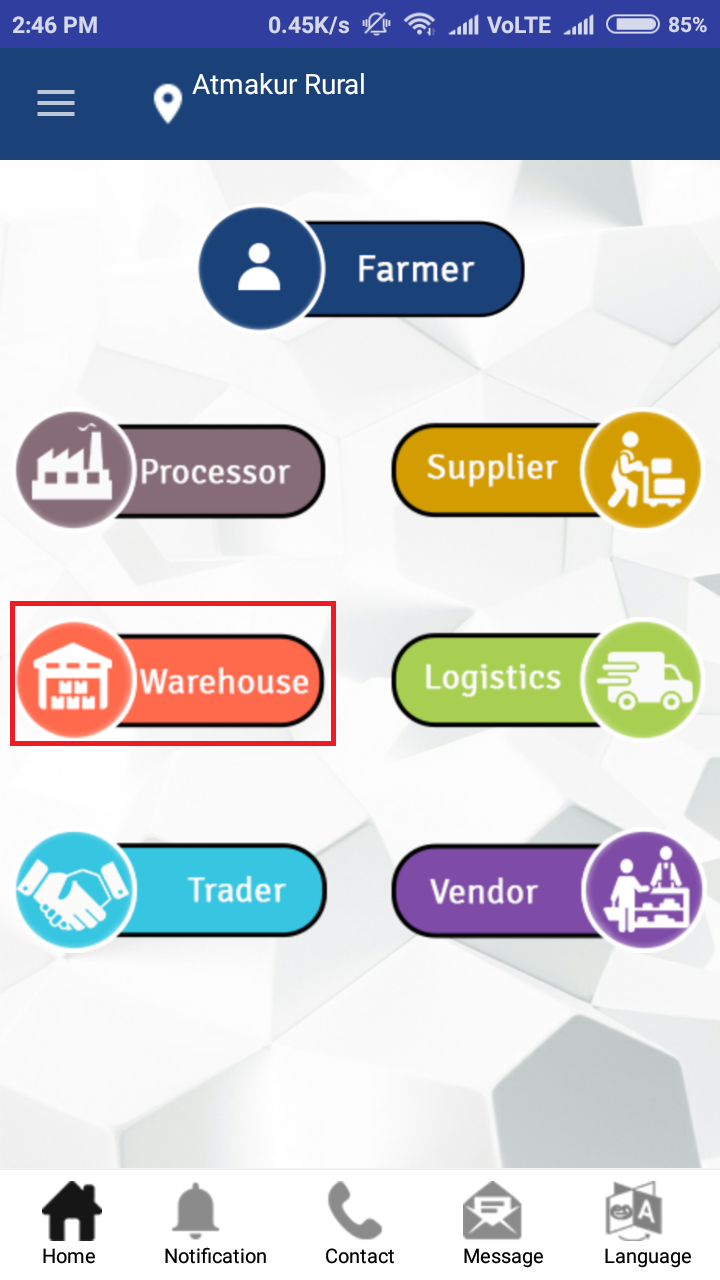 2:46 PM 0.45K/s VoLTE 85%
Atmakur Rural
Farmer
Processor
Supplier
Warehouse
Logistics
Trader
Vendor
A
Home Notification Contact Message Language